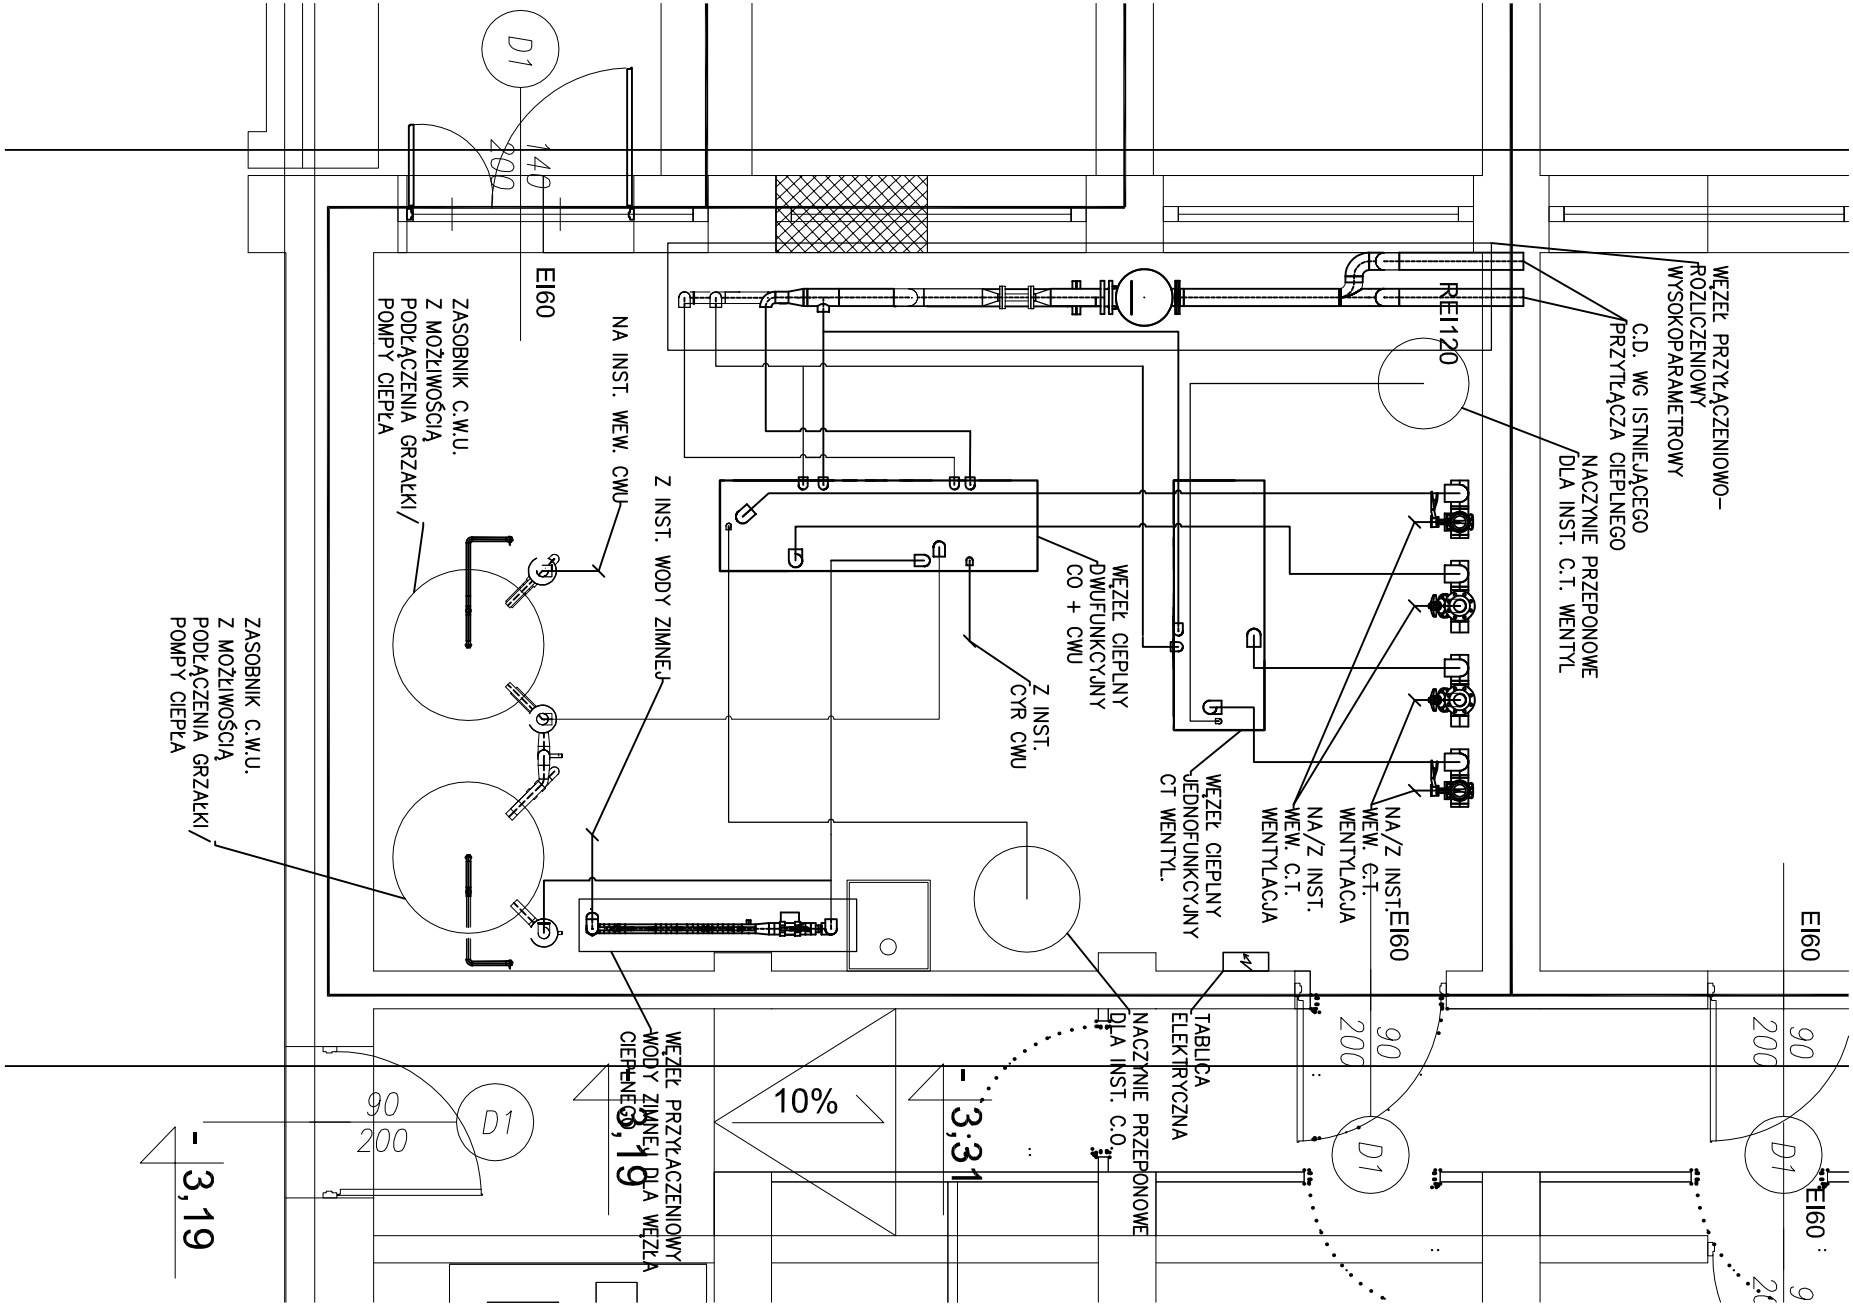 D1
140
200
EI60
ZASOBNIK C.W.U.
Z MOŻLIWOŚCIĄ
PODŁĄCZENIA GRZAŁKI/
POMPY CIEPŁA
NA INST. WEW. CWU
Z INST. WODY ZIMNEJ
ZASOBNIK C.W.U.
Z MOŻLIWOŚCIĄ
PODŁĄCZENIA GRZAŁKI/
POMPY CIEPŁA
WĘZEŁ CIEPLNY
DWUFUNKCYJNY
CO + CWU
Z INST.
CYR CWU
WĘZEŁ PRZYŁĄCZENIOWO-
ROZLICZENIOWY
WYSOKOPARAMETROWY
C.D. WG ISTNIEJĄCEGO
PRZYTŁĄCZA CIEPLNEGO
REI120
NACZYNIE PRZEPONOWE
DLA INST. C.T. WENTYL
WĘZEŁ CIEPLNY
JEDNOFUNKCYJNY
CT WENTYL.
NA/Z INST.
WEW. C.T.
WENTYLACJA
NA/Z INST.
WEW. C.T.
WENTYLACJA
EI60
EI60
TABLICA
ELEKTRYCZNA
NACZYNIE PRZEPONOWE
DLA INST. C.O.
WĘZEŁ PRZYŁĄCZENIOWY
WODY ZIMNEJ DLA WĘZŁA
CIEPLNEGO
90
200
D1
90
200
D1
90
200
D1
EI60
10%
-3,31
-3,19
-3,19